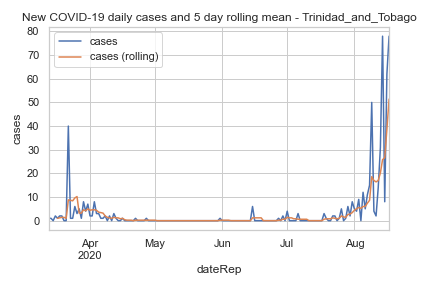 New COVID-19 daily cases and 5 day rolling mean - Trinidad_and_Tobago
80
70
60
50
40
30
20
10
0
cases
cases
cases (rolling)
Apr
2020
May
Jun
Jul
Aug
dateRep